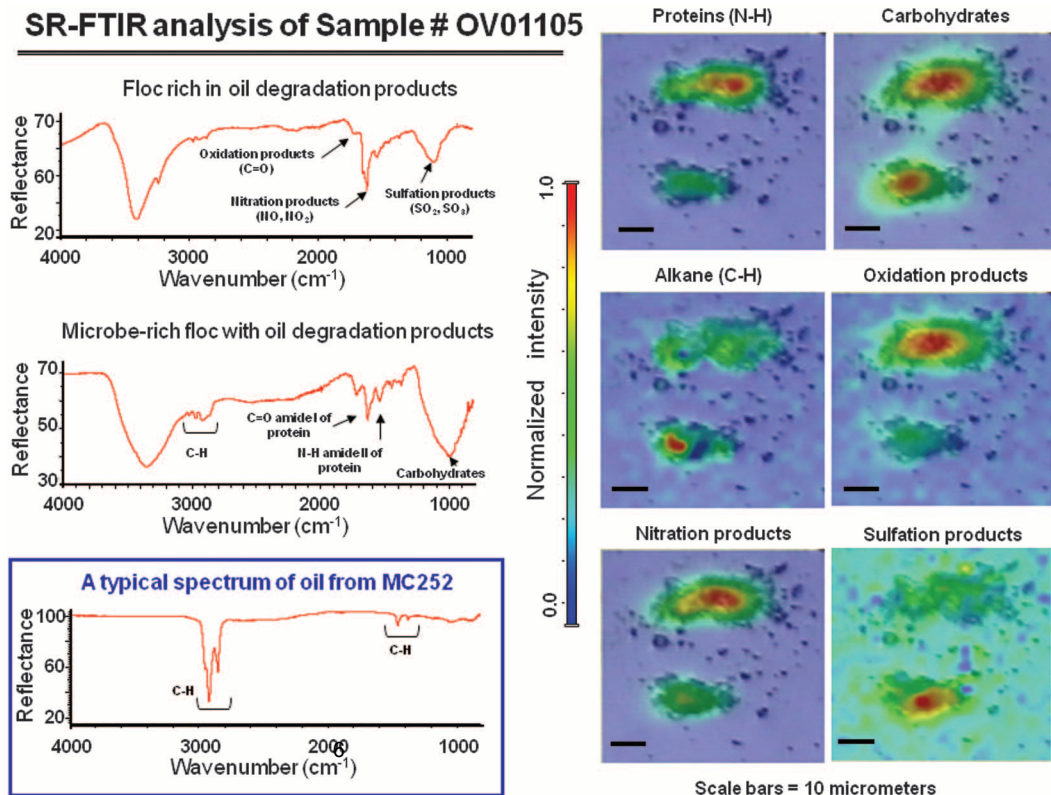 SR-FTIR analysis of Sample # OV01105
Floc rich in oil degradation products
Reflectance
70
60
20
Oxidation products
(C=O)
Nitration products
(NO, NO₂)
Sulfation products
(SO₂, SO₃)
4000 3000 2000 1000
Wavenumber (cm⁻¹)
Microbe-rich floc with oil degradation products
Reflectance
70
50
30
C-H
C=O amide I of
protein
N-H amide II of
protein
Carbohydrates
4000 3000 2000 1000
Wavenumber (cm⁻¹)
A typical spectrum of oil from MC252
Reflectance
100
60
20
C-H
C-H
4000 3000 2000 1000
6
Wavenumber (cm⁻¹)
Normalized intensity
1.0
0.0
Proteins (N-H)
Carbohydrates
Alkane (C-H)
Oxidation products
Nitration products
Sulfation products
Scale bars = 10 micrometers